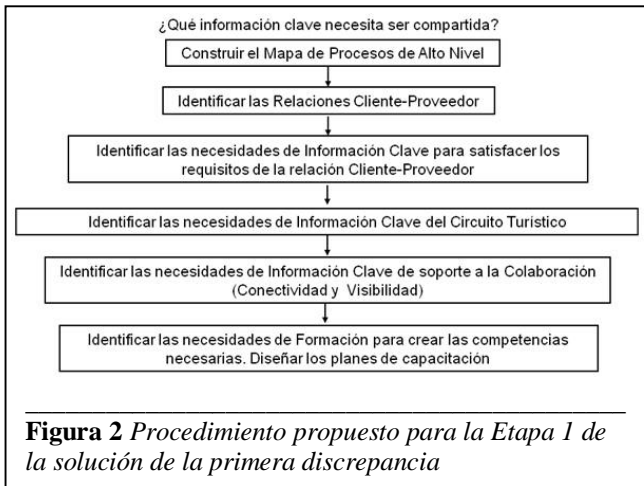 ¿Qué información clave necesita ser compartida?
Construir el Mapa de Procesos de Alto Nivel
Identificar las Relaciones Cliente-Proveedor
Identificar las necesidades de Información Clave para satisfacer los
requisitos de la relación Cliente-Proveedor
Identificar las necesidades de Información Clave del Circuito Turístico
Identificar las necesidades de Información Clave de soporte a la Colaboración
(Conectividad y Visibilidad)
Identificar las necesidades de Formación para crear las competencias
necesarias. Diseñar los planes de capacitación
Figura 2 Procedimiento propuesto para la Etapa 1 de
la solución de la primera discrepancia